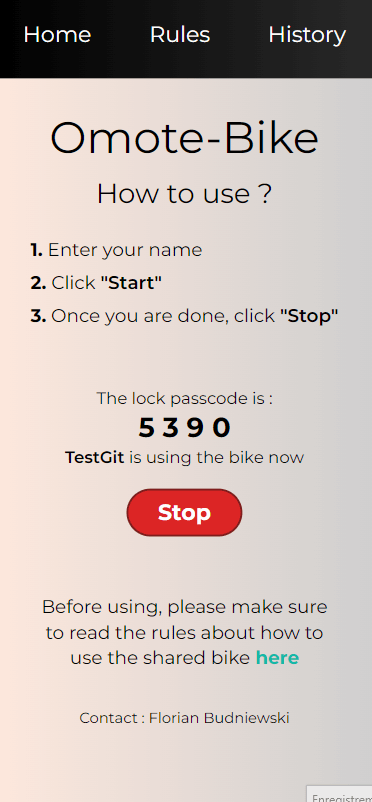 Home Rules History
Omote-Bike
How to use ?
1. Enter your name
2. Click "Start"
3. Once you are done, click "Stop"
The lock passcode is :
5 3 9 0
TestGit is using the bike now
Stop
Before using, please make sure
to read the rules about how to
use the shared bike here
Contact : Florian Budniewski
Enregistrem